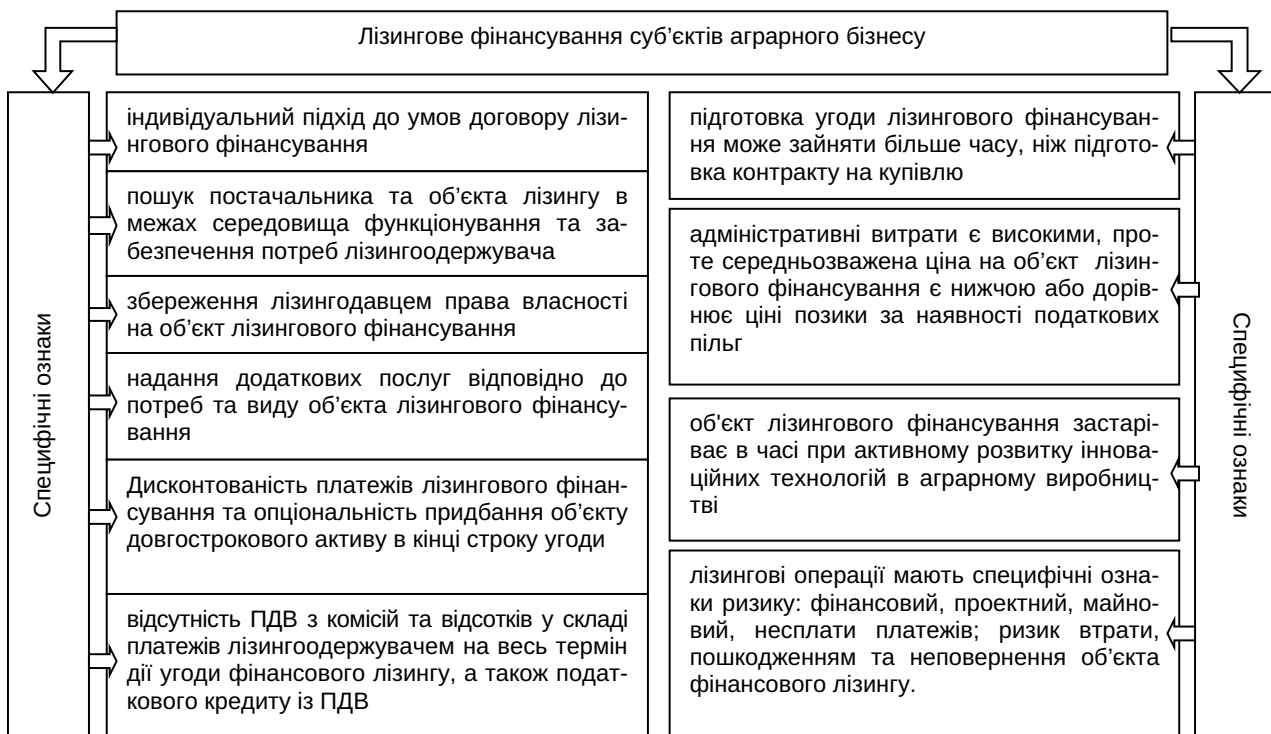 Лізингове фінансування суб’єктів аграрного бізнесу
Специфічні ознаки
індивідуальний підхід до умов договору лізи-
нгового фінансування
пошук постачальника та об’єкта лізингу в
межах середовища функціонування та за-
безпечення потреб лізингоодержувача
збереження лізингодавцем права власності
на об’єкт лізингового фінансування
надання додаткових послуг відповідно до
потреб та виду об’єкта лізингового фінансу-
вання
Дисконтованість платежів лізингового фінан-
сування та опціональність придбання об’єкту
довгострокового активу в кінці строку угоди
відсутність ПДВ з комісій та відсотків у складі
платежів лізингоодержувачем на весь термін
дії угоди фінансового лізингу, а також подат-
кового кредиту із ПДВ
підготовка угоди лізингового фінансуван-
ня може зайняти більше часу, ніж підгото-
вка контракту на купівлю
адміністративні витрати є високими, про-
те середньозважена ціна на об’єкт лізин-
гового фінансування є нижчою або дорів-
нює ціні позики за наявності податкових
пільг
об'єкт лізингового фінансування застарі-
ває в часі при активному розвитку іннова-
ційних технологій в аграрному виробниц-
тві
лізингові операції мають специфічні озна-
ки ризику: фінансовий, проектний, майно-
вий, несплати платежів; ризик втрати,
пошкодженням та неповернення об’єкта
фінансового лізингу.
Специфічні ознаки